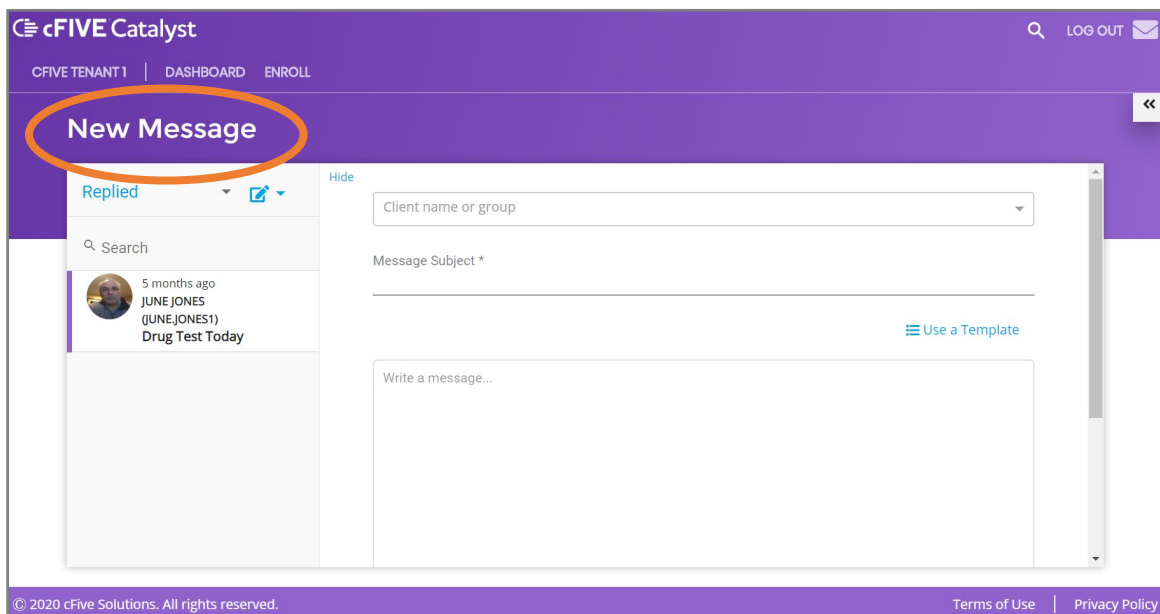 cFIVE Catalyst
LOG OUT
CFIVE TENANT 1 | DASHBOARD ENROLL
«
New Message
Replied
Search
5 months ago
JUNE JONES
(JUNE.JONES1)
Drug Test Today
Hide
Client name or group
Message Subject *
Use a Template
Write a message...
© 2020 cFive Solutions. All rights reserved.
Terms of Use | Privacy Policy